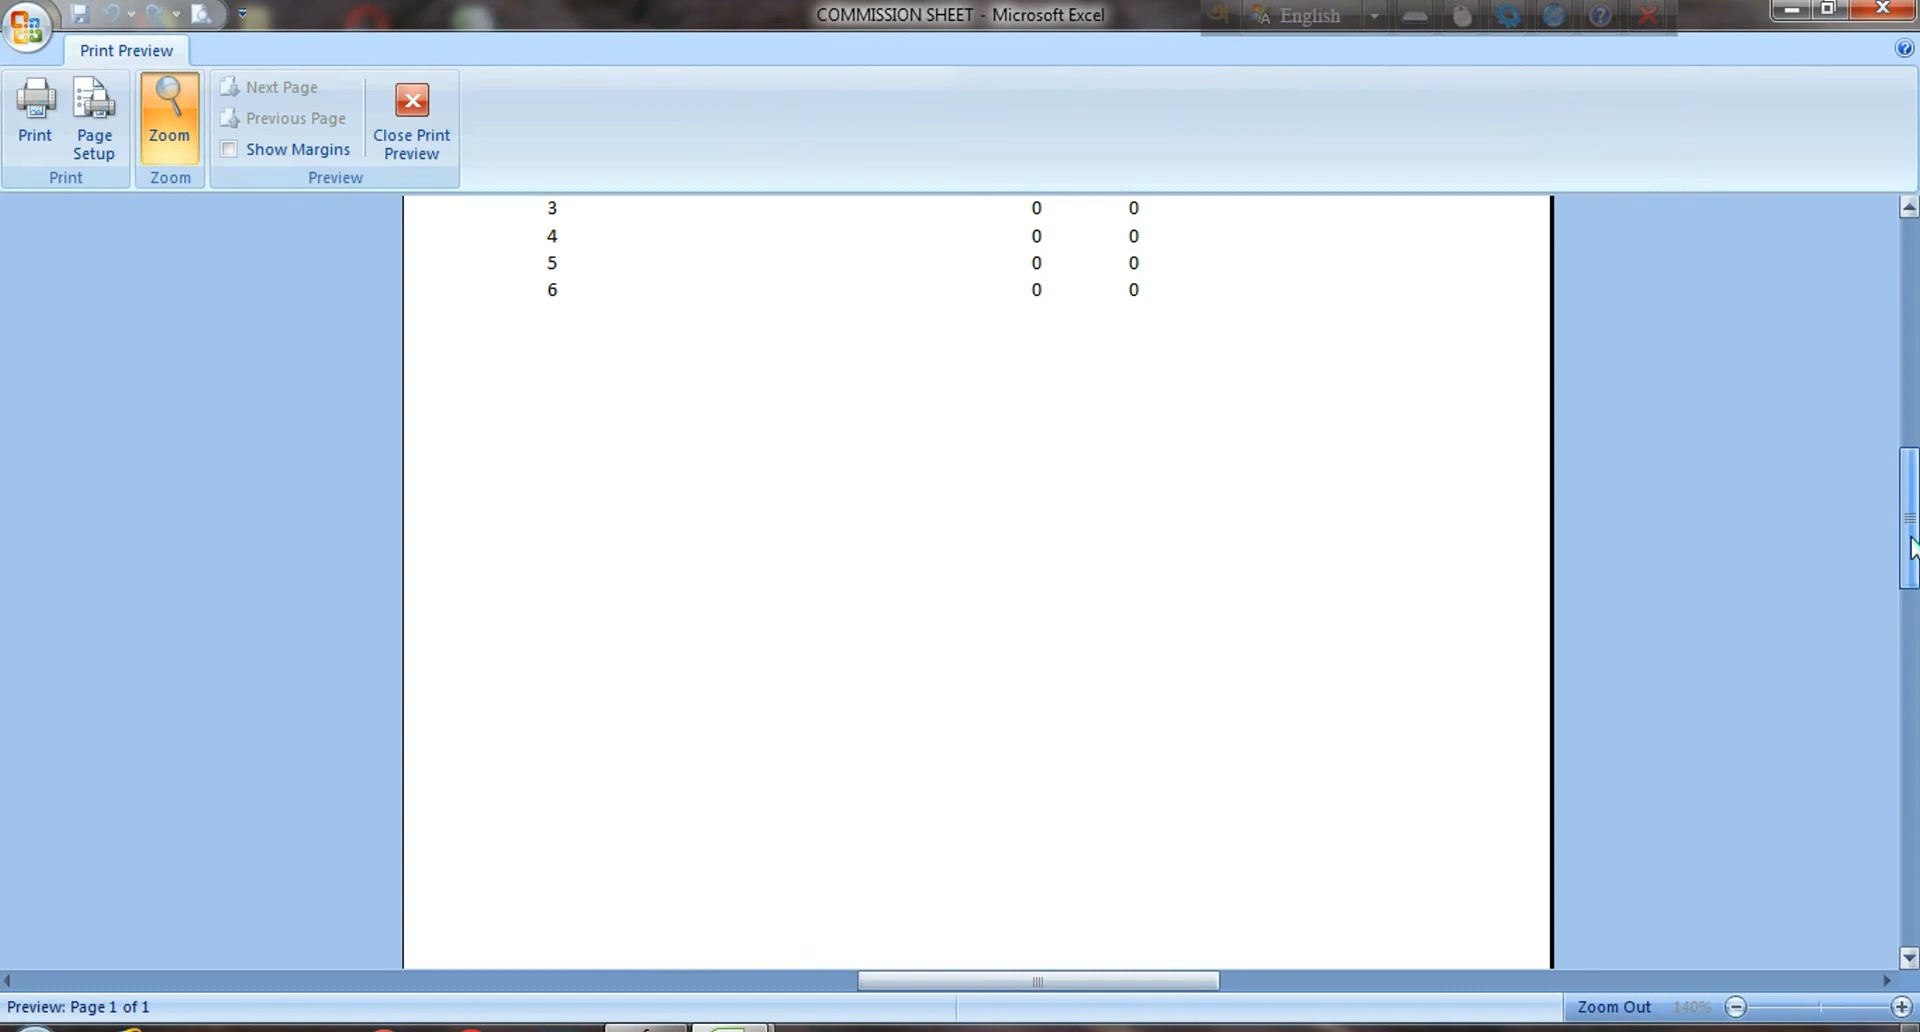 COMMISSION SHEET - Microsoft Excel
English
Print Preview
Print
Page Setup
Zoom
Next Page
Previous Page
Show Margins
Close Print Preview
Print
Zoom
Preview
3 0 0
4 0 0
5 0 0
6 0 0
Preview: Page 1 of 1
Zoom Out 140%